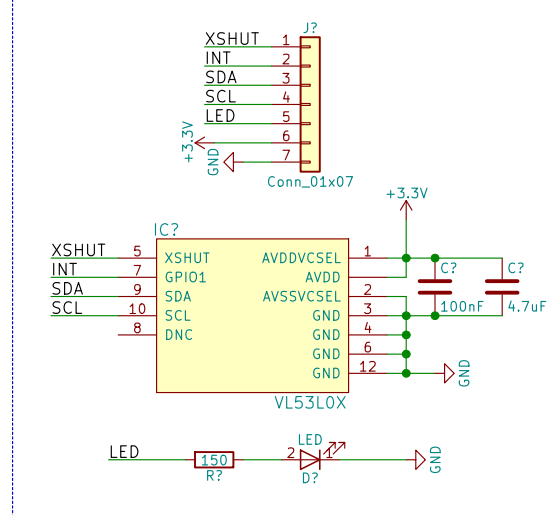 J?
XSHUT 1
INT 2
SDA 3
SCL 4
LED 5
+3.3V 6
GND 7
Conn_01x07
+3.3V
IC?
XSHUT 5 XSHUT AVDDVCSEL 1
INT 7 GPIO1 AVDD
SDA 9 SDA AVSSVCSEL 2
SCL 10 SCL GND 3
8 DNC GND 4
GND 6
GND 12
GND
C?
100nF
C?
4.7uF
VL53L0X
LED
LED 150 2 1 GND
R? D?